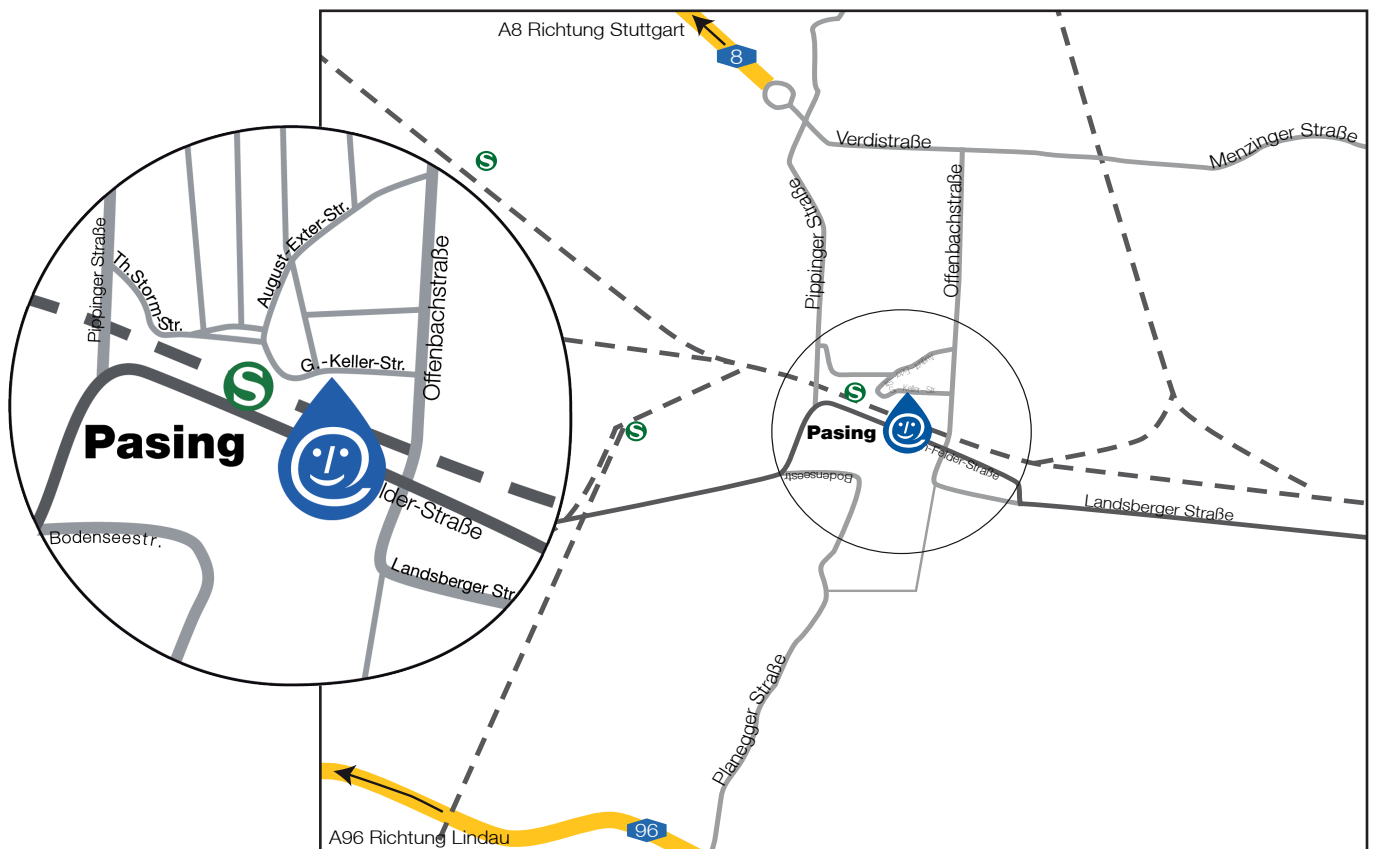 A8 Richtung Stuttgart
8
S
Verdistraße
Menzinger Straße
Pippinger Straße
Offenbachstraße
S
Pasing
Bodenseestr.
Landsberger Straße
S
Planegger Straße
A96 Richtung Lindau
96
Pippinger Straße
Th.Storm-Str.
August-Exter-Str.
Offenbachstraße
G.-Keller-Str.
S
Pasing
lder-Straße
Bodenseestr.
Landsberger Str